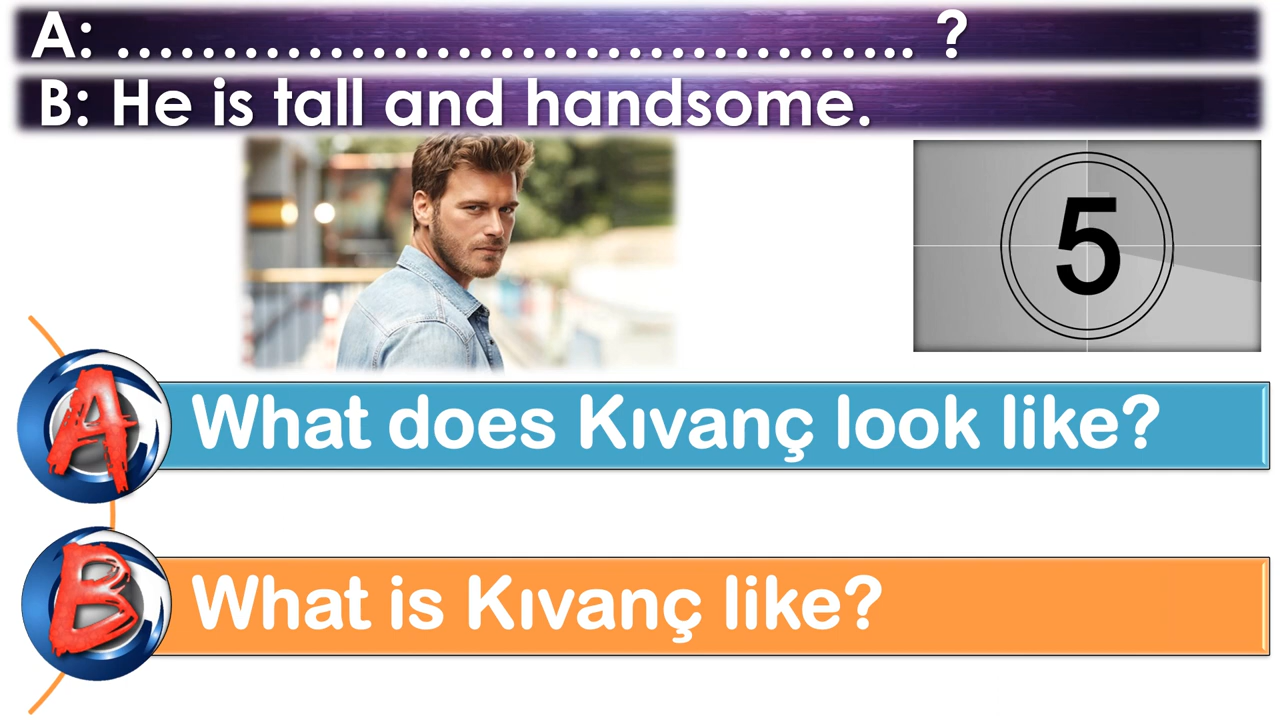 A: ………………………………….. ?
B: He is tall and handsome.
5
A What does Kıvanç look like?
B What is Kıvanç like?